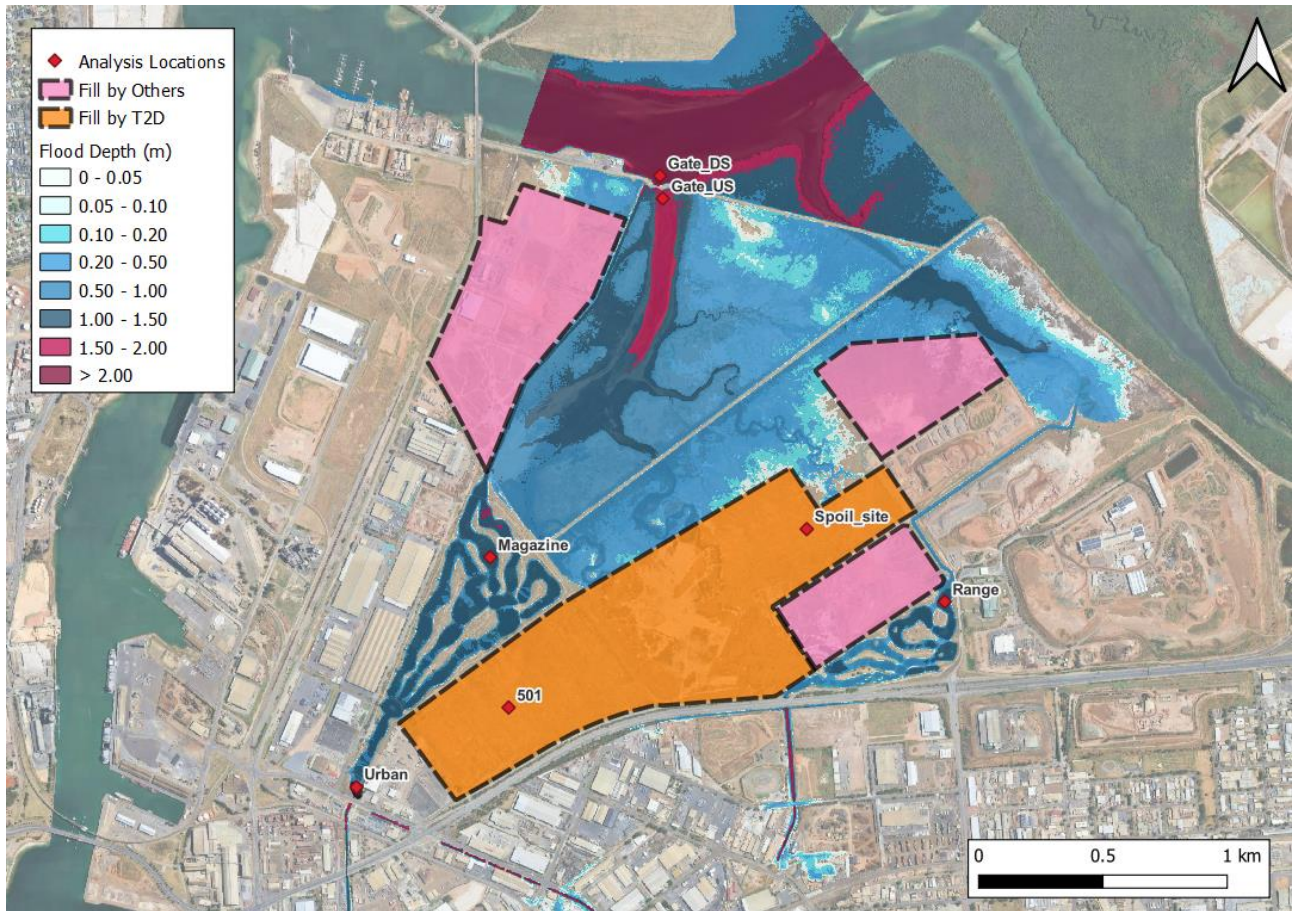 Analysis Locations
Fill by Others
Fill by T2D
Flood Depth (m)
0 - 0.05
0.05 - 0.10
0.10 - 0.20
0.20 - 0.50
0.50 - 1.00
1.00 - 1.50
1.50 - 2.00
> 2.00
Gate_DS
Gate_US
Spoil_site
Magazine
Range
501
Urban
0 0.5 1 km